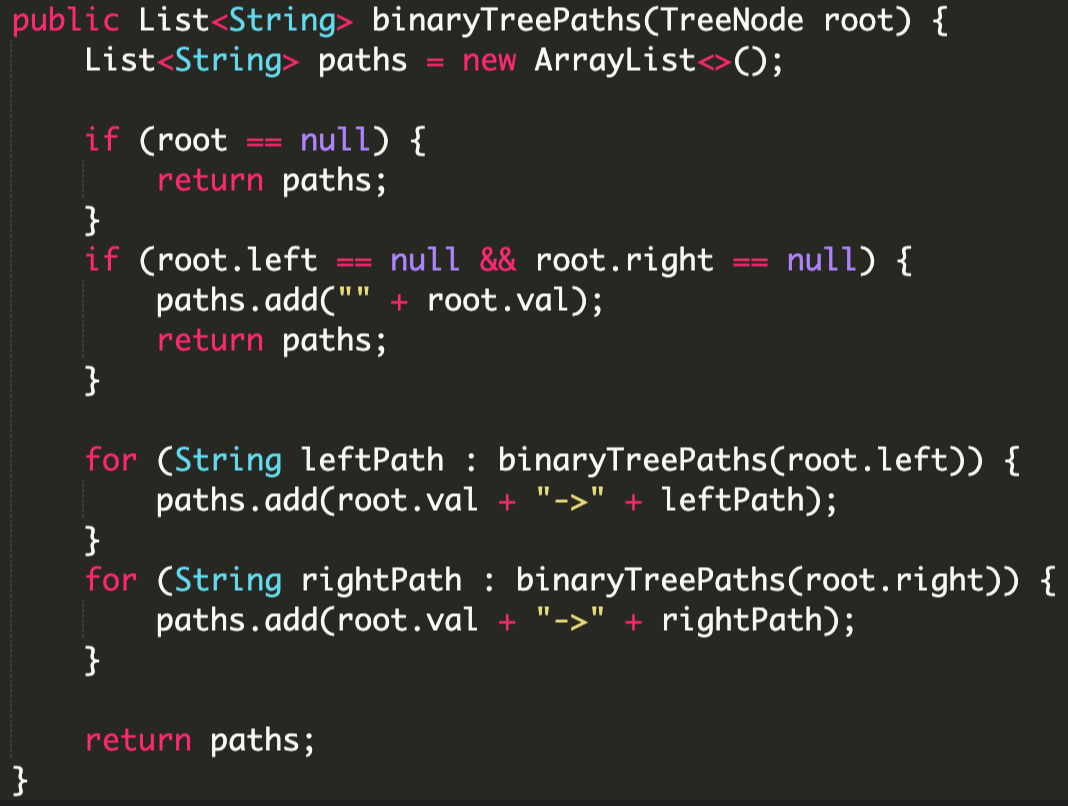 public List<String> binaryTreePaths(TreeNode root) {
    List<String> paths = new ArrayList<>();

    if (root == null) {
        return paths;
    }
    if (root.left == null && root.right == null) {
        paths.add("" + root.val);
        return paths;
    }

    for (String leftPath : binaryTreePaths(root.left)) {
        paths.add(root.val + "->" + leftPath);
    }
    for (String rightPath : binaryTreePaths(root.right)) {
        paths.add(root.val + "->" + rightPath);
    }

    return paths;
}